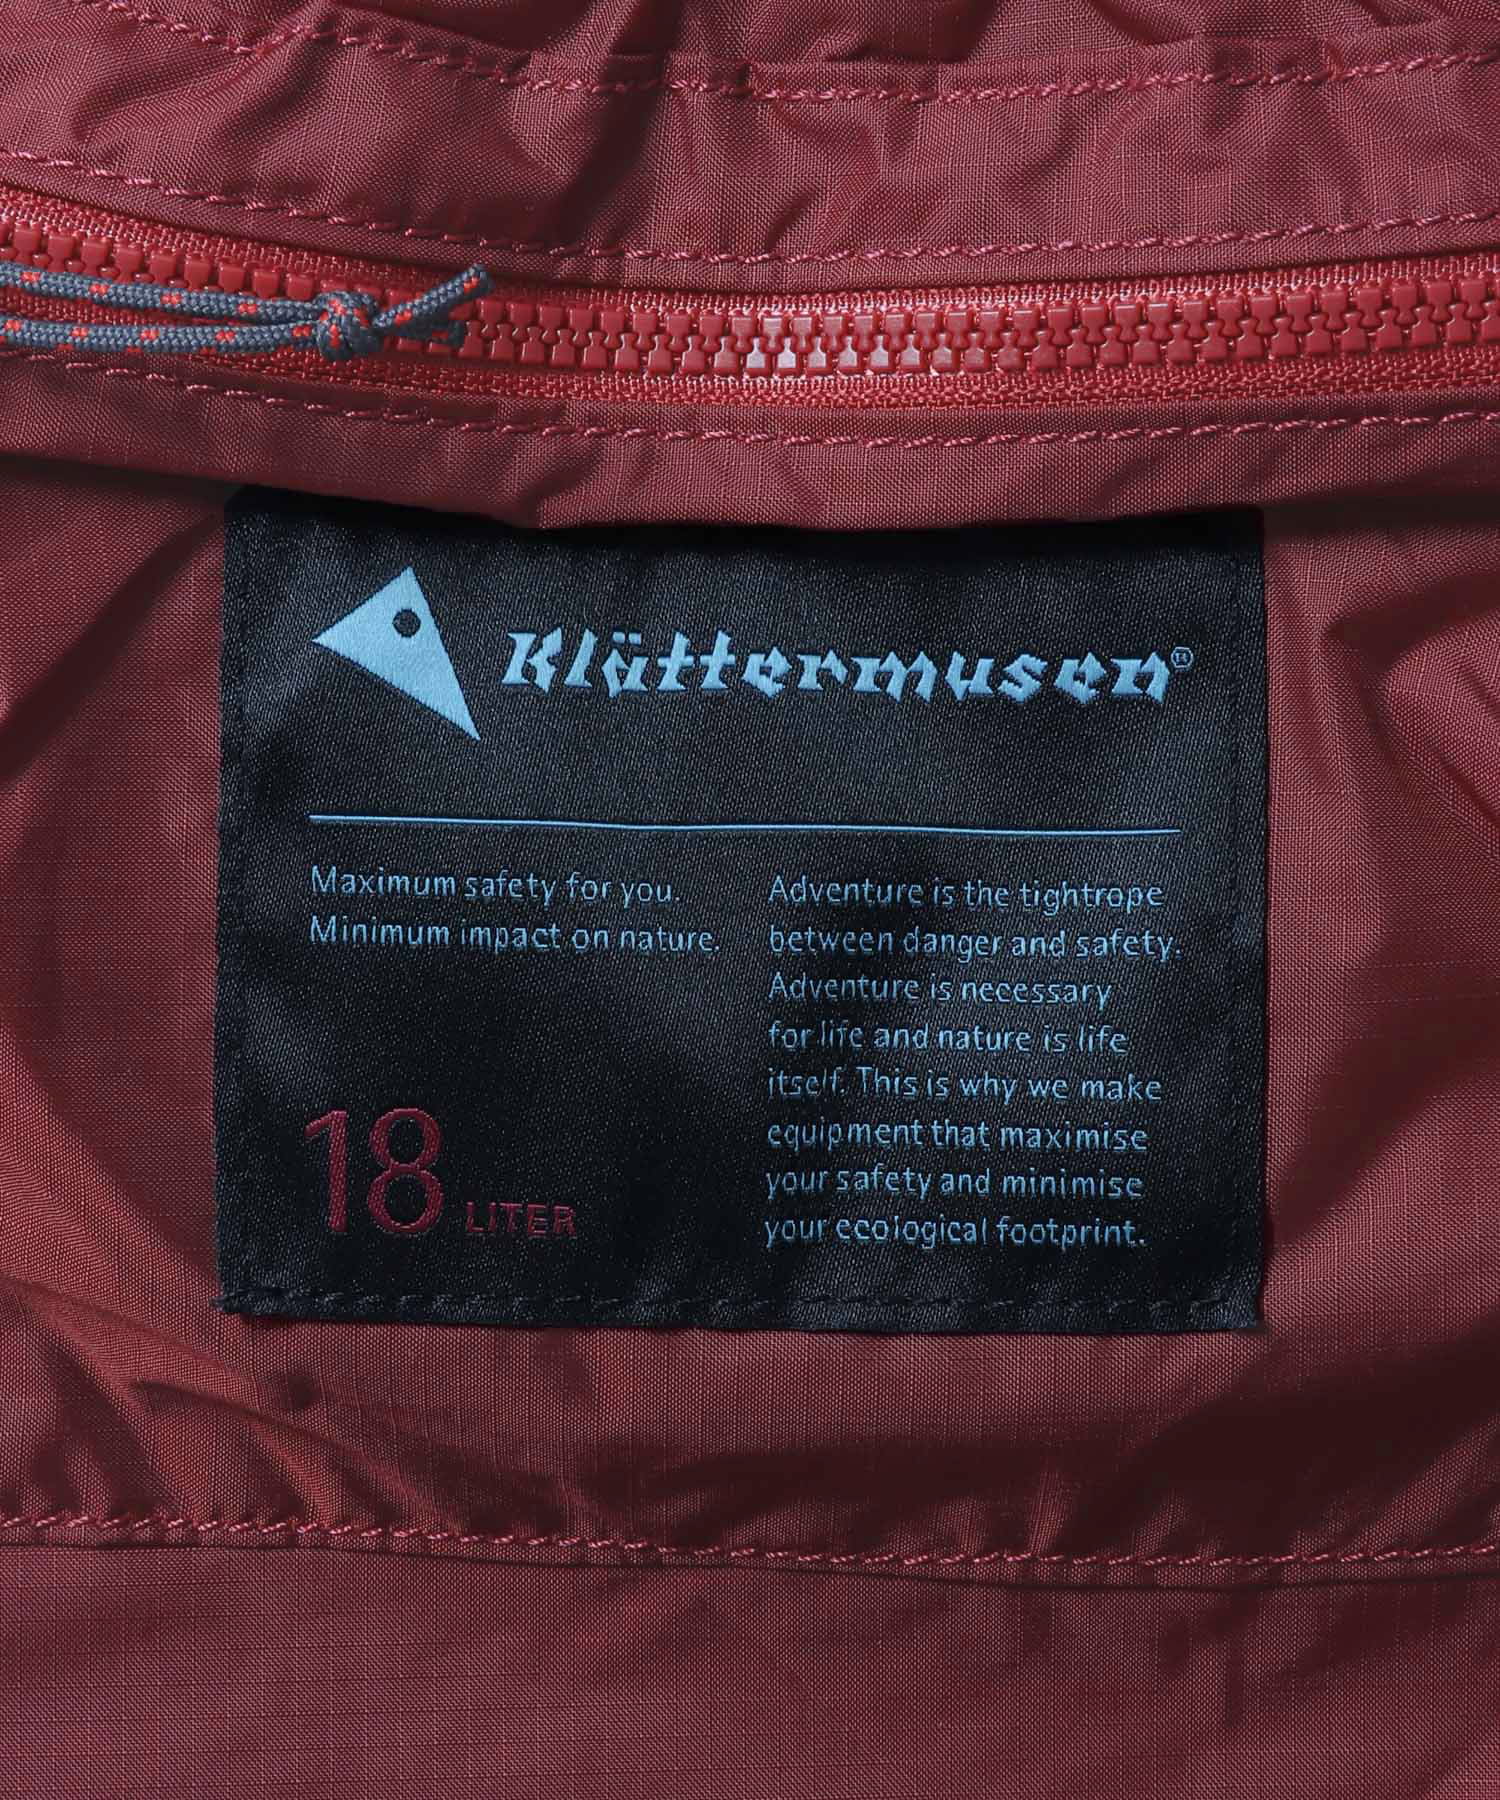 Klättermusen®
Maximum safety for you.
Minimum impact on nature.
Adventure is the tightrope
between danger and safety.
Adventure is necessary
for life and nature is life
itself. This is why we make
equipment that maximise
your safety and minimise
your ecological footprint.
18 LITER